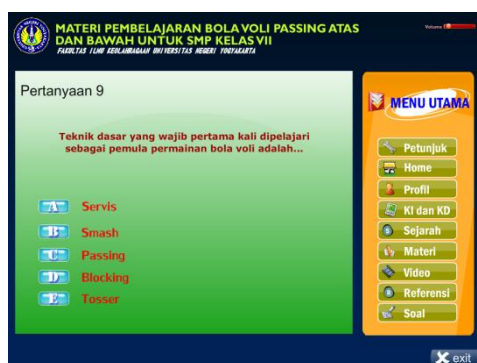 MATERI PEMBELAJARAN BOLA VOLI PASSING ATAS
DAN BAWAH UNTUK SMP KELAS VII
FAKULTAS ILMU KEOLAHRAGAAN UNIVERSITAS NEGERI YOGYAKARTA
Volume
Pertanyaan 9
Teknik dasar yang wajib pertama kali dipelajari
sebagai pemula permainan bola voli adalah...
A Servis
B Smash
C Passing
D Blocking
E Tosser
MENU UTAMA
Petunjuk
Home
Profil
KI dan KD
Sejarah
Materi
Video
Referensi
Soal
exit